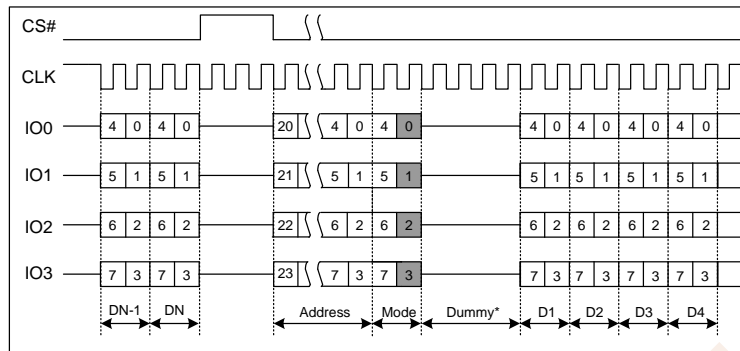 CS#
CLK
IO0 4 0 4 0 20 4 0 4 0 4 0 4 0 4 0 4 0
IO1 5 1 5 1 21 5 1 5 1 5 1 5 1 5 1 5 1
IO2 6 2 6 2 22 6 2 6 2 6 2 6 2 6 2 6 2
IO3 7 3 7 3 23 7 3 7 3 7 3 7 3 7 3 7 3
DN-1 DN Address Mode Dummy* D1 D2 D3 D4